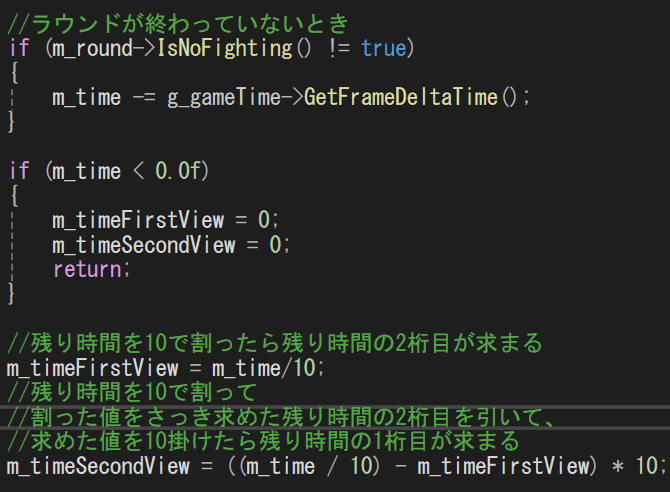 //ラウンドが終わっていないとき
if (m_round->IsNoFighting() != true)
{
m_time -= g_gameTime->GetFrameDeltaTime();
}
if (m_time < 0.0f)
{
m_timeFirstView = 0;
m_timeSecondView = 0;
return;
}
//残り時間を10で割ったら残り時間の2桁目が求まる
m_timeFirstView = m_time/10;
//残り時間を10で割って
//割った値をさっき求めた残り時間の2桁目を引いて、
//求めた値を10掛けたら残り時間の1桁目が求まる
m_timeSecondView = ((m_time / 10) - m_timeFirstView) * 10;